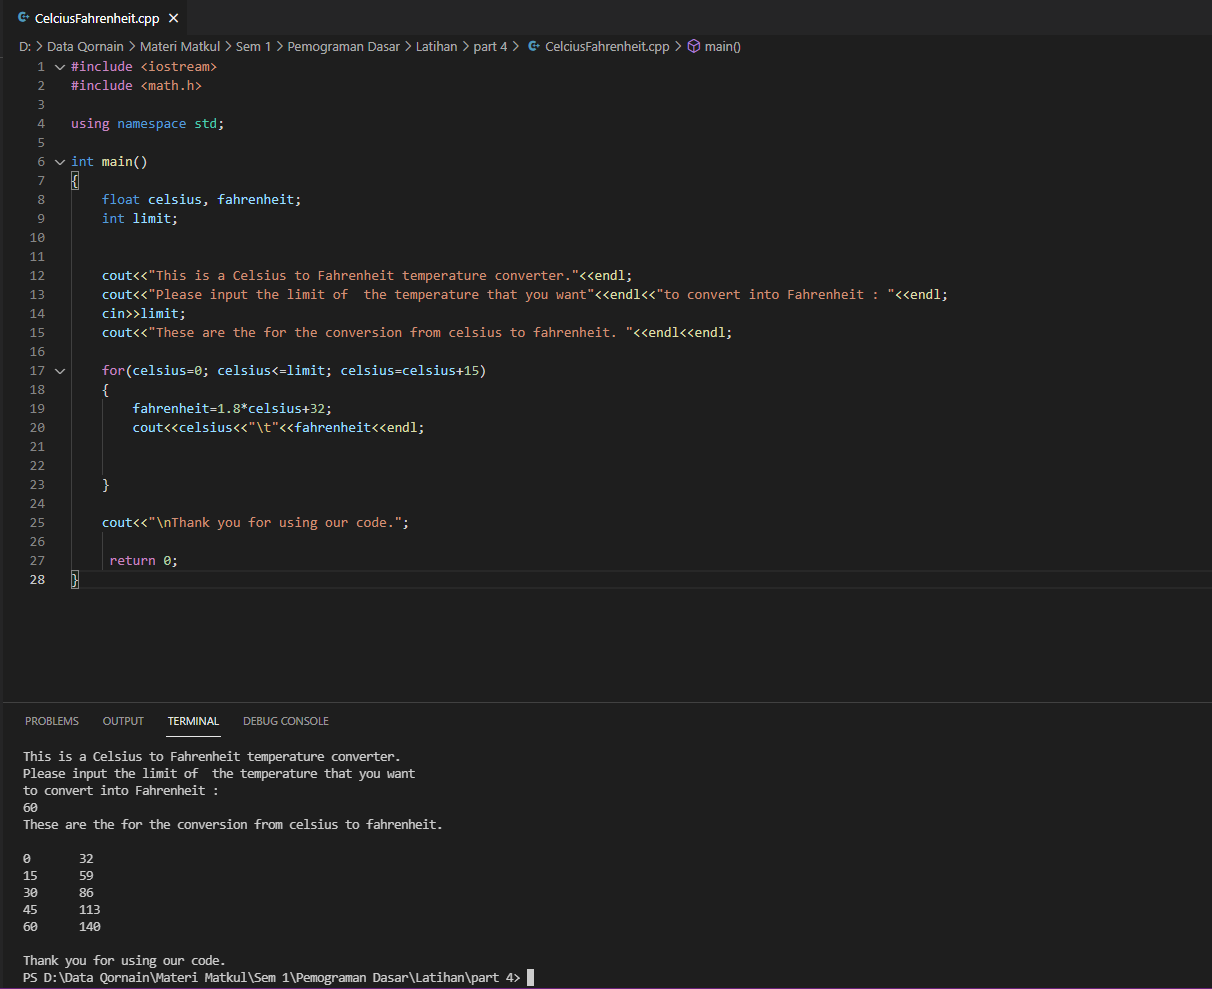 CelciusFahrenheit.cpp
D: > Data Qornain > Materi Matkul > Sem 1 > Pemograman Dasar > Latihan > part 4 > CelciusFahrenheit.cpp > main()
1 #include <iostream>
2 #include <math.h>
3
4 using namespace std;
5
6 int main()
7 {
8 float celsius, fahrenheit;
9 int limit;
10
11
12 cout<<"This is a Celsius to Fahrenheit temperature converter."<<endl;
13 cout<<"Please input the limit of  the temperature that you want"<<endl<<"to convert into Fahrenheit : "<<endl;
14 cin>>limit;
15 cout<<"These are the for the conversion from celsius to fahrenheit. "<<endl<<endl;
16
17 for(celsius=0; celsius<=limit; celsius=celsius+15)
18 {
19 fahrenheit=1.8*celsius+32;
20 cout<<celsius<<"\t"<<fahrenheit<<endl;
21
22
23 }
24
25 cout<<"\nThank you for using our code.";
26
27 return 0;
28 }
PROBLEMS OUTPUT TERMINAL DEBUG CONSOLE
This is a Celsius to Fahrenheit temperature converter.
Please input the limit of  the temperature that you want
to convert into Fahrenheit :
60
These are the for the conversion from celsius to fahrenheit.
0 32
15 59
30 86
45 113
60 140
Thank you for using our code.
PS D:\Data Qornain\Materi Matkul\Sem 1\Pemograman Dasar\Latihan\part 4>